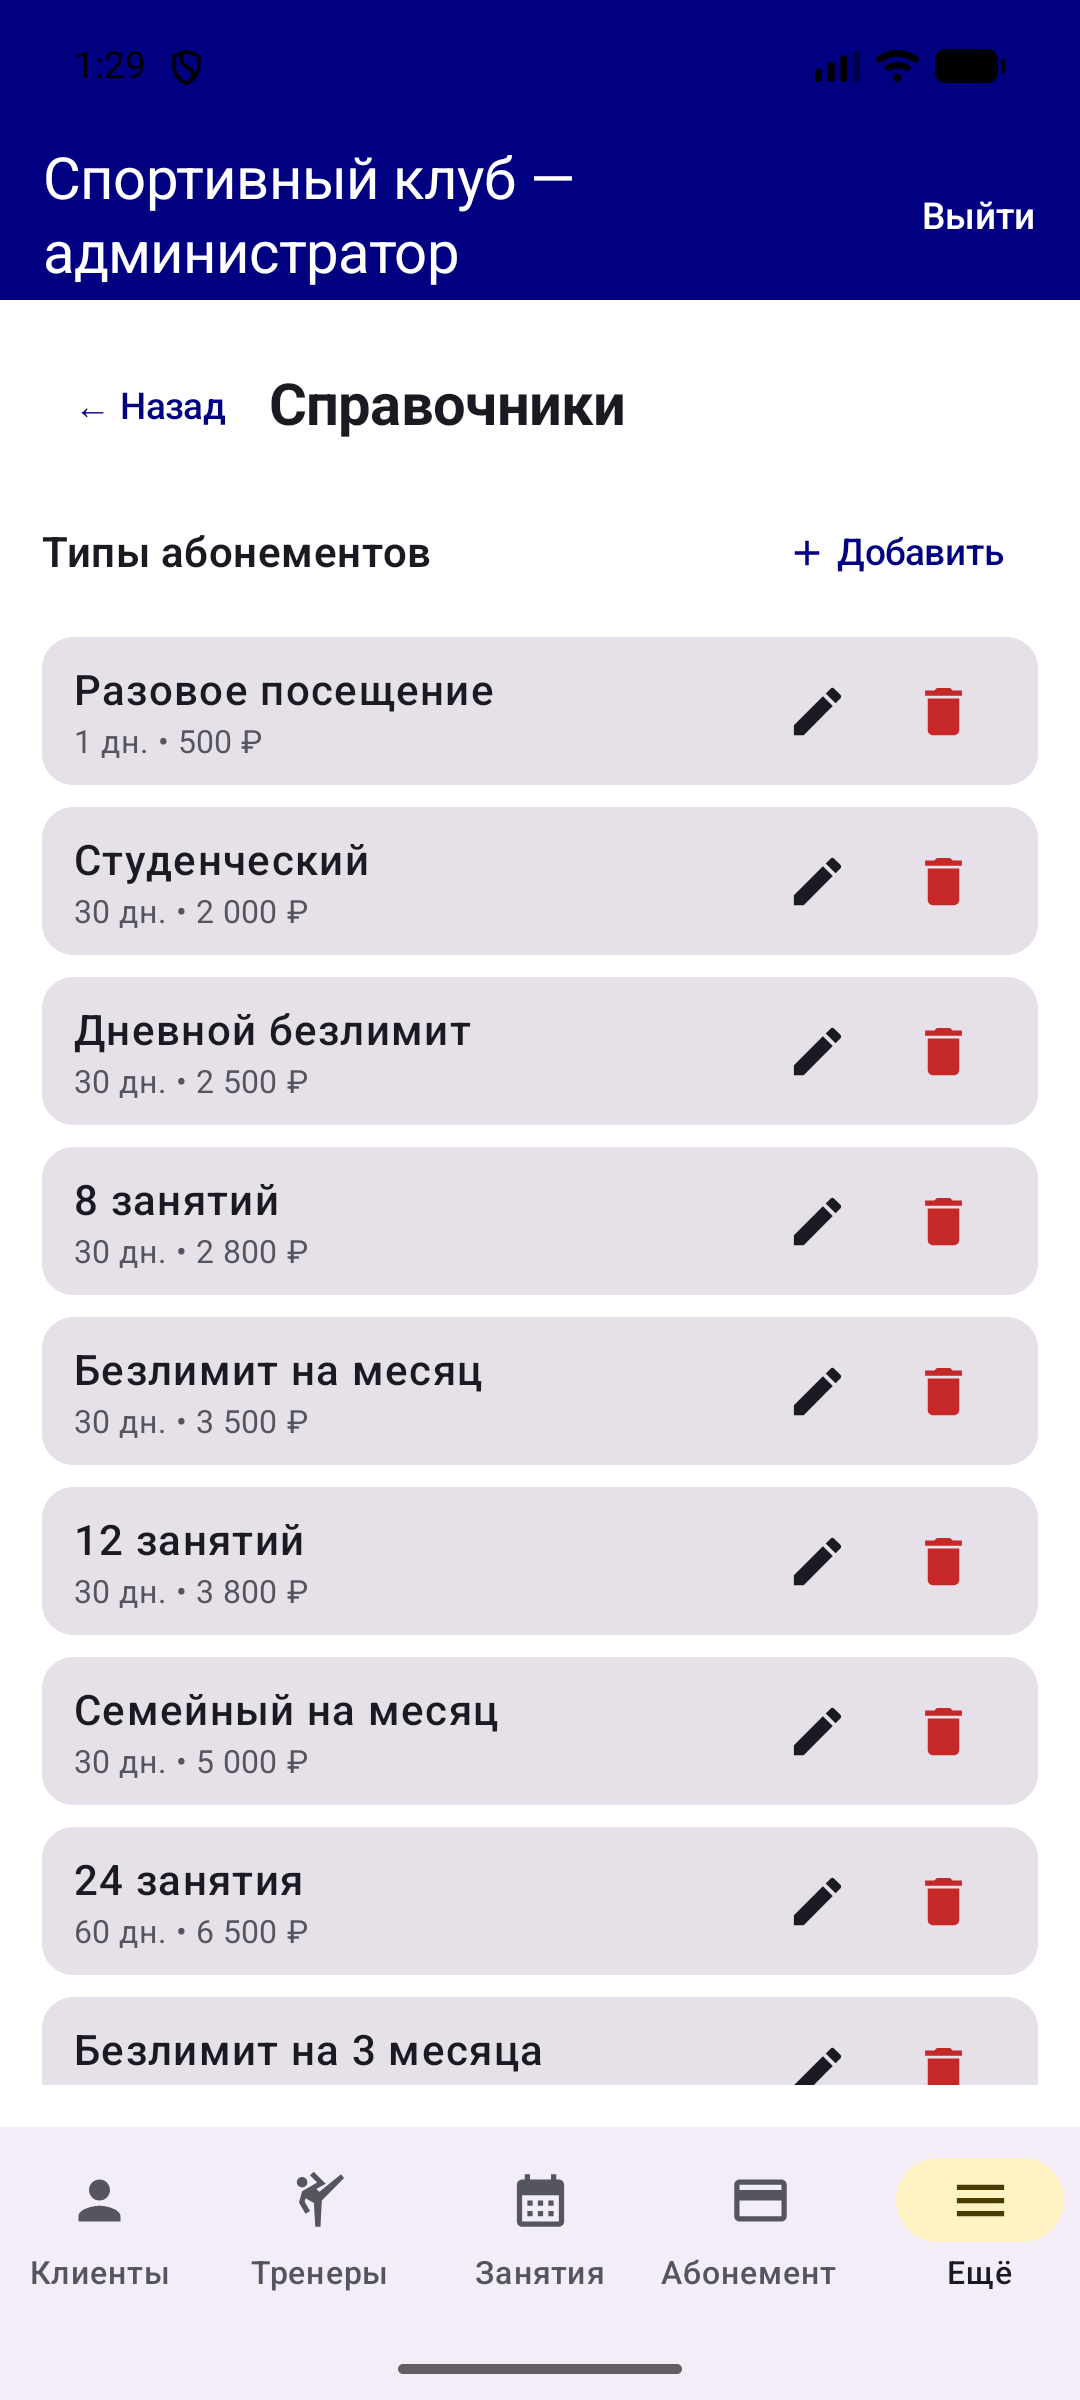 1:29
Спортивный клуб —
администратор
Выйти
← Назад
Справочники
Типы абонементов
+ Добавить
Разовое посещение
1 дн. • 500 ₽
Студенческий
30 дн. • 2 000 ₽
Дневной безлимит
30 дн. • 2 500 ₽
8 занятий
30 дн. • 2 800 ₽
Безлимит на месяц
30 дн. • 3 500 ₽
12 занятий
30 дн. • 3 800 ₽
Семейный на месяц
30 дн. • 5 000 ₽
24 занятия
60 дн. • 6 500 ₽
Безлимит на 3 месяца
Клиенты
Тренеры
Занятия
Абонемент
Ещё